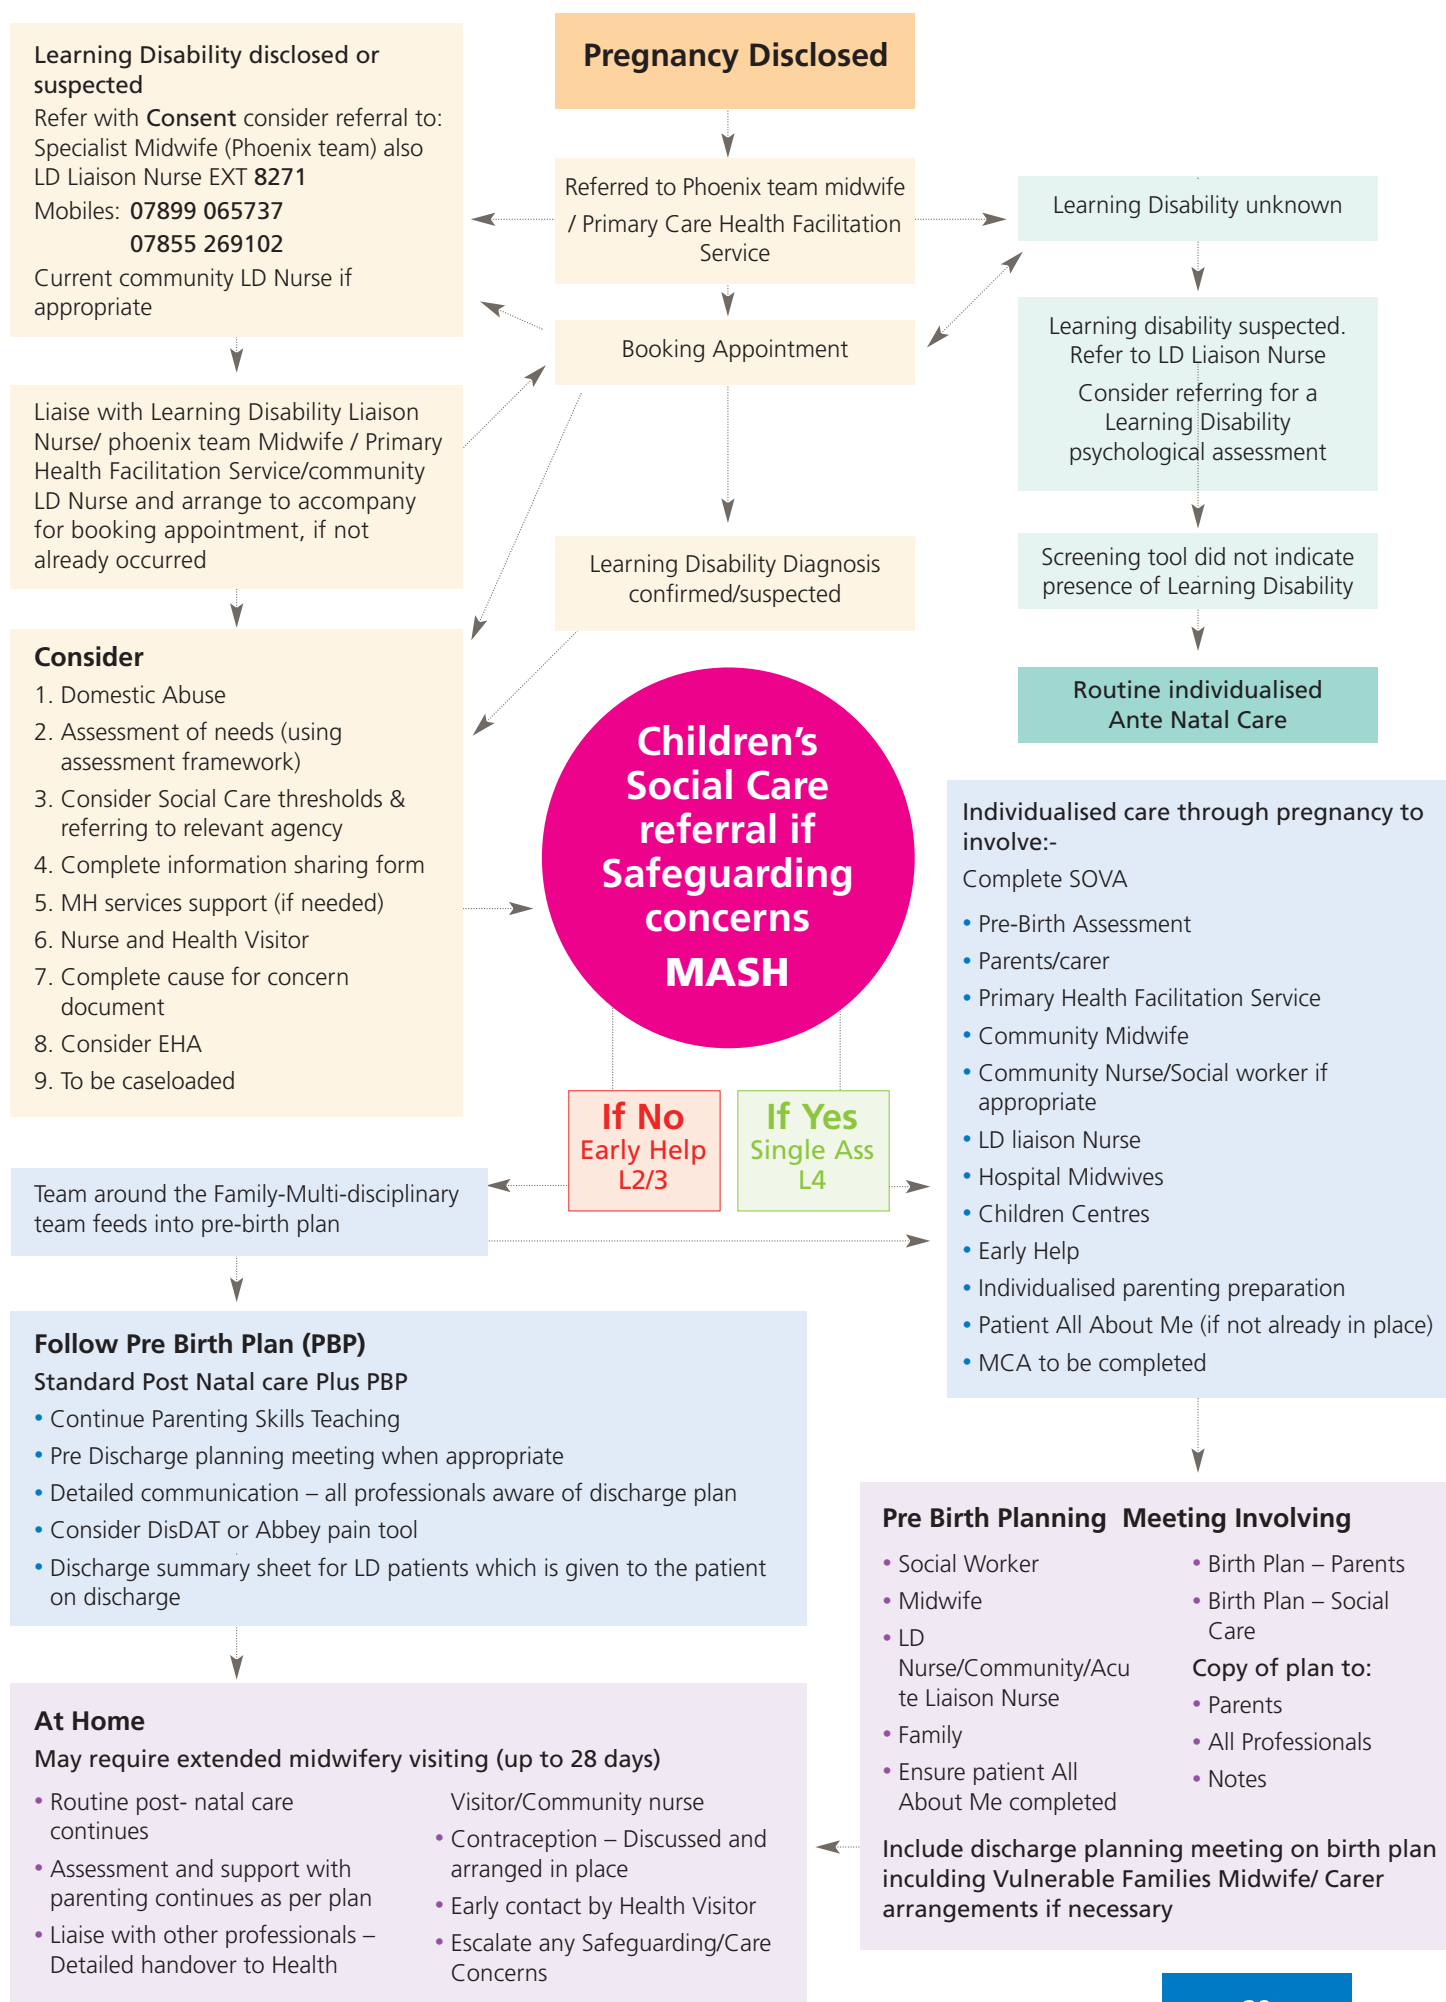 Pregnancy Disclosed
Learning Disability disclosed or
suspected
Refer with Consent consider referral to:
Specialist Midwife (Phoenix team) also
LD Liaison Nurse EXT 8271
Mobiles: 07899 065737
07855 269102
Current community LD Nurse if
appropriate
Referred to Phoenix team midwife
/ Primary Care Health Facilitation
Service
Learning Disability unknown
Booking Appointment
Learning disability suspected.
Refer to LD Liaison Nurse
Consider referring for a
Learning Disability
psychological assessment
Liaise with Learning Disability Liaison
Nurse/ phoenix team Midwife / Primary
Health Facilitation Service/community
LD Nurse and arrange to accompany
for booking appointment, if not
already occurred
Learning Disability Diagnosis
confirmed/suspected
Screening tool did not indicate
presence of Learning Disability
Routine individualised
Ante Natal Care
Consider
1. Domestic Abuse
2. Assessment of needs (using
assessment framework)
3. Consider Social Care thresholds &
referring to relevant agency
4. Complete information sharing form
5. MH services support (if needed)
6. Nurse and Health Visitor
7. Complete cause for concern
document
8. Consider EHA
9. To be caseloaded
Children's
Social Care
referral if
Safeguarding
concerns
MASH
If No
Early Help
L2/3
If Yes
Single Ass
L4
Individualised care through pregnancy to
involve:-
Complete SOVA
• Pre-Birth Assessment
• Parents/carer
• Primary Health Facilitation Service
• Community Midwife
• Community Nurse/Social worker if
appropriate
• LD liaison Nurse
• Hospital Midwives
• Children Centres
• Early Help
• Individualised parenting preparation
• Patient All About Me (if not already in place)
• MCA to be completed
Team around the Family-Multi-disciplinary
team feeds into pre-birth plan
Follow Pre Birth Plan (PBP)
Standard Post Natal care Plus PBP
• Continue Parenting Skills Teaching
• Pre Discharge planning meeting when appropriate
• Detailed communication – all professionals aware of discharge plan
• Consider DisDAT or Abbey pain tool
• Discharge summary sheet for LD patients which is given to the patient
on discharge
Pre Birth Planning Meeting Involving
• Social Worker
• Midwife
• LD
Nurse/Community/Acu
te Liaison Nurse
• Family
• Ensure patient All
About Me completed
• Birth Plan – Parents
• Birth Plan – Social
Care
Copy of plan to:
• Parents
• All Professionals
• Notes
Include discharge planning meeting on birth plan
inculding Vulnerable Families Midwife/ Carer
arrangements if necessary
At Home
May require extended midwifery visiting (up to 28 days)
• Routine post- natal care
continues
• Assessment and support with
parenting continues as per plan
• Liaise with other professionals –
Detailed handover to Health
Visitor/Community nurse
• Contraception – Discussed and
arranged in place
• Early contact by Health Visitor
• Escalate any Safeguarding/Care
Concerns